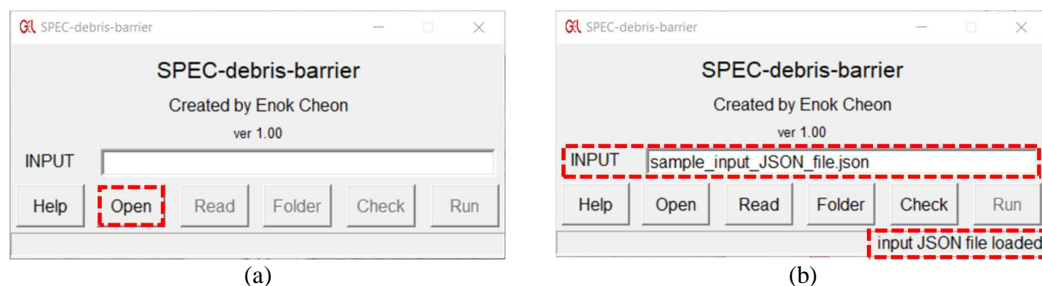 GEL SPEC-debris-barrier
SPEC-debris-barrier
Created by Enok Cheon
ver 1.00
INPUT
Help Open Read Folder Check Run
(a)
SPEC-debris-barrier
SPEC-debris-barrier
Created by Enok Cheon
ver 1.00
INPUT sample_input_JSON_file.json
Help Open Read Folder Check Run
input JSON file loaded
(b)